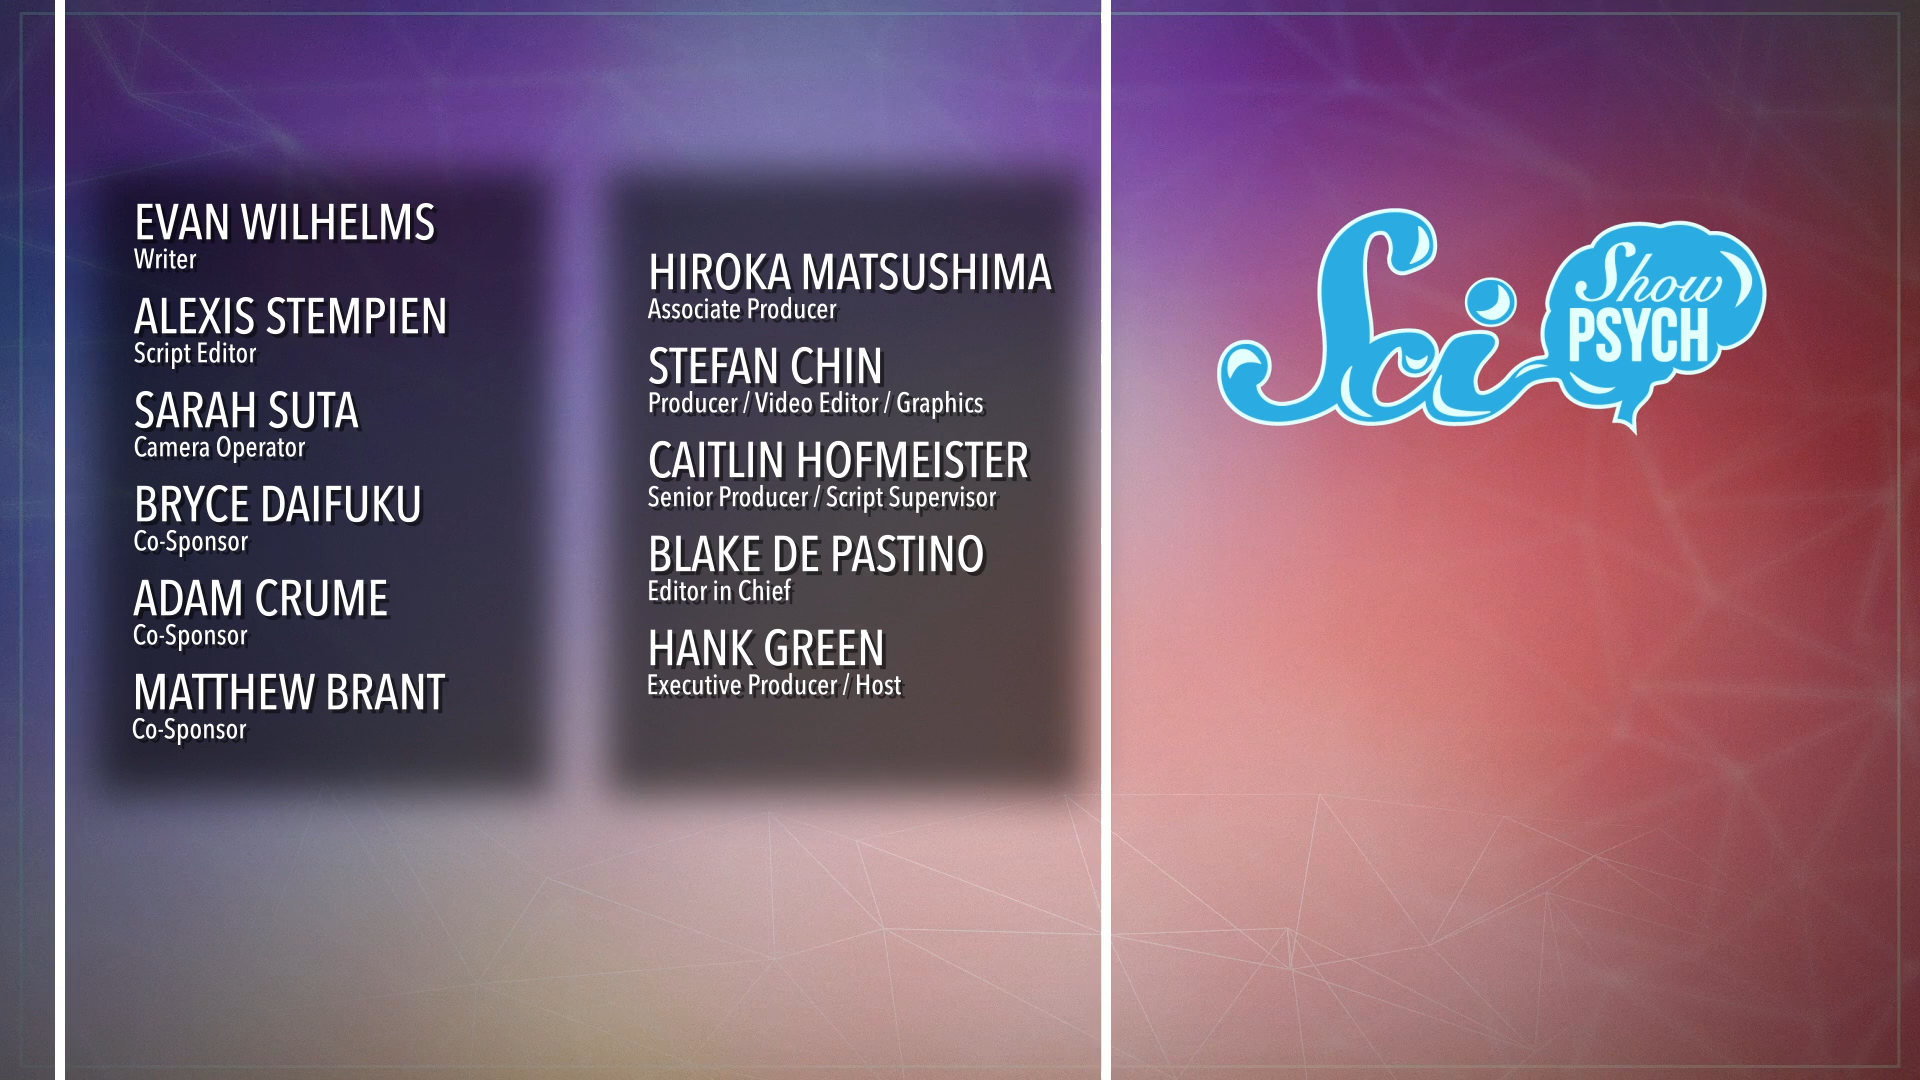 EVAN WILHELMS
Writer
ALEXIS STEMPIEN
Script Editor
SARAH SUTA
Camera Operator
BRYCE DAIFUKU
Co-Sponsor
ADAM CRUME
Co-Sponsor
MATTHEW BRANT
Co-Sponsor
HIROKA MATSUSHIMA
Associate Producer
STEFAN CHIN
Producer / Video Editor / Graphics
CAITLIN HOFMEISTER
Senior Producer / Script Supervisor
BLAKE DE PASTINO
Editor in Chief
HANK GREEN
Executive Producer / Host
Sci
Show
PSYCH